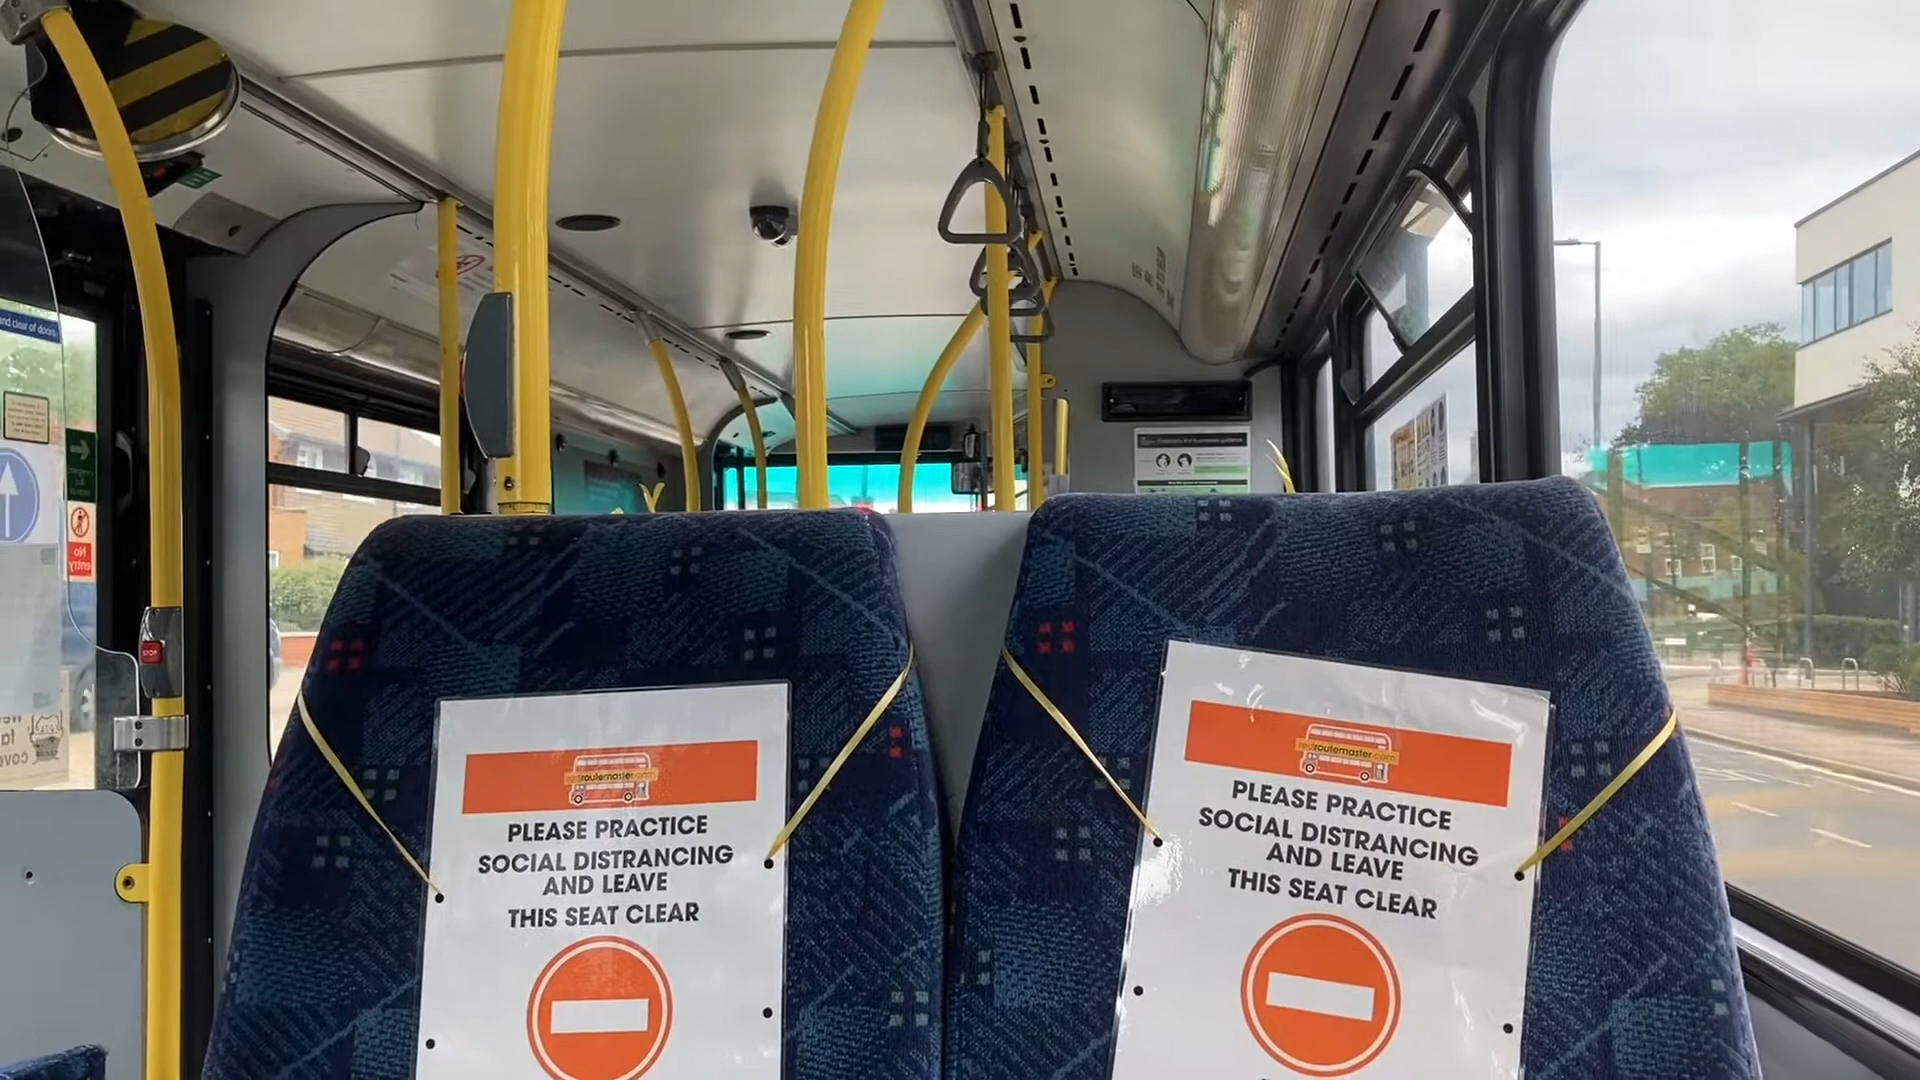 and clear of doors
No
entry
STOP
redroutemaster.com
PLEASE PRACTICE
SOCIAL DISTRANCING
AND LEAVE
THIS SEAT CLEAR
redroutemaster.com
PLEASE PRACTICE
SOCIAL DISTRANCING
AND LEAVE
THIS SEAT CLEAR